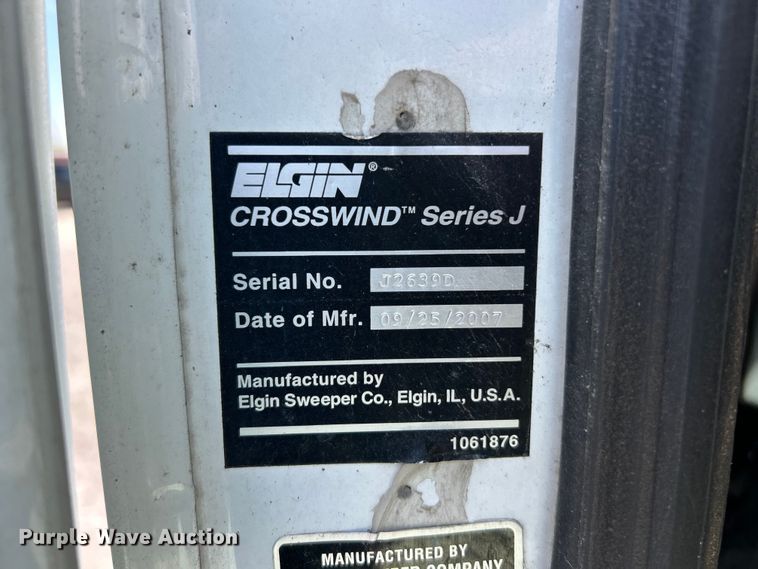 ELGIN®
CROSSWIND™ Series J
Serial No. J2639D
Date of Mfr. 09/25/2007
Manufactured by
Elgin Sweeper Co., Elgin, IL, U.S.A.
1061876
MANUFACTURED BY
COMPANY
Purple Wave Auction